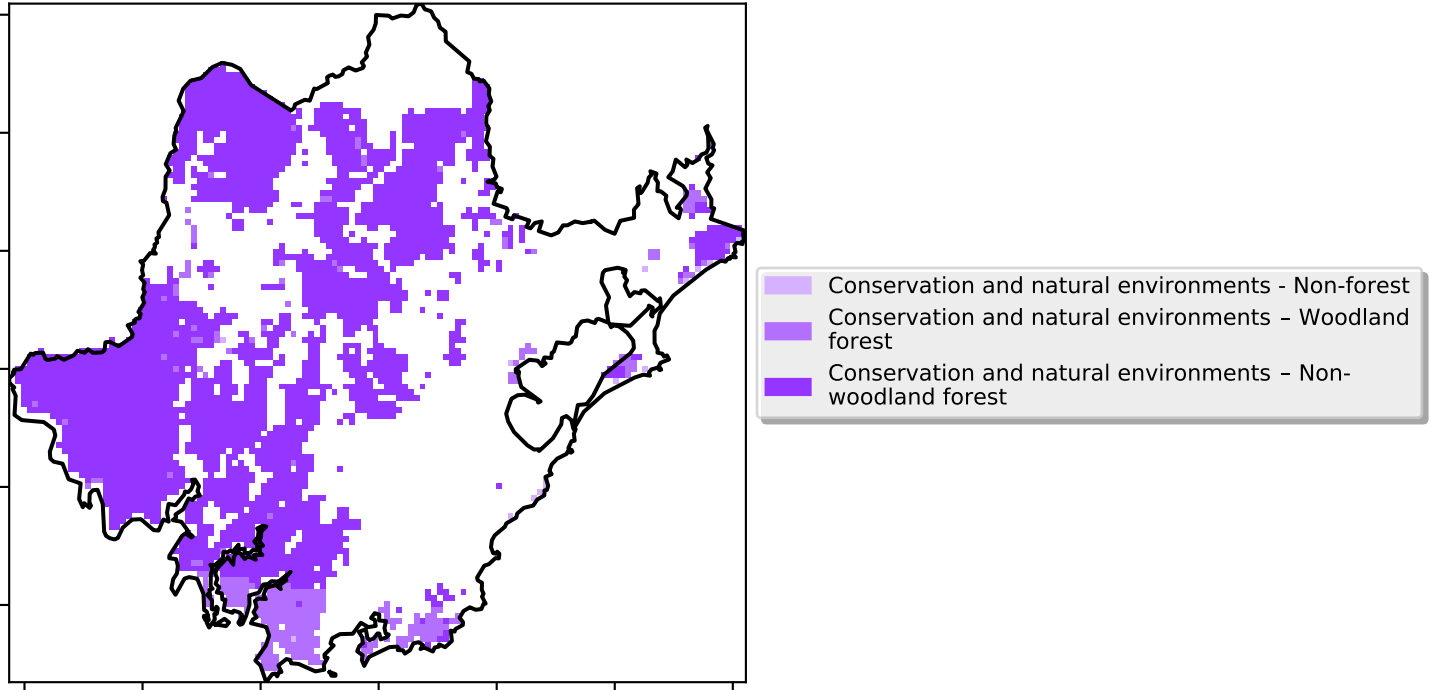 Conservation and natural environments - Non-forest
Conservation and natural environments – Woodland
forest
Conservation and natural environments – Non-
woodland forest